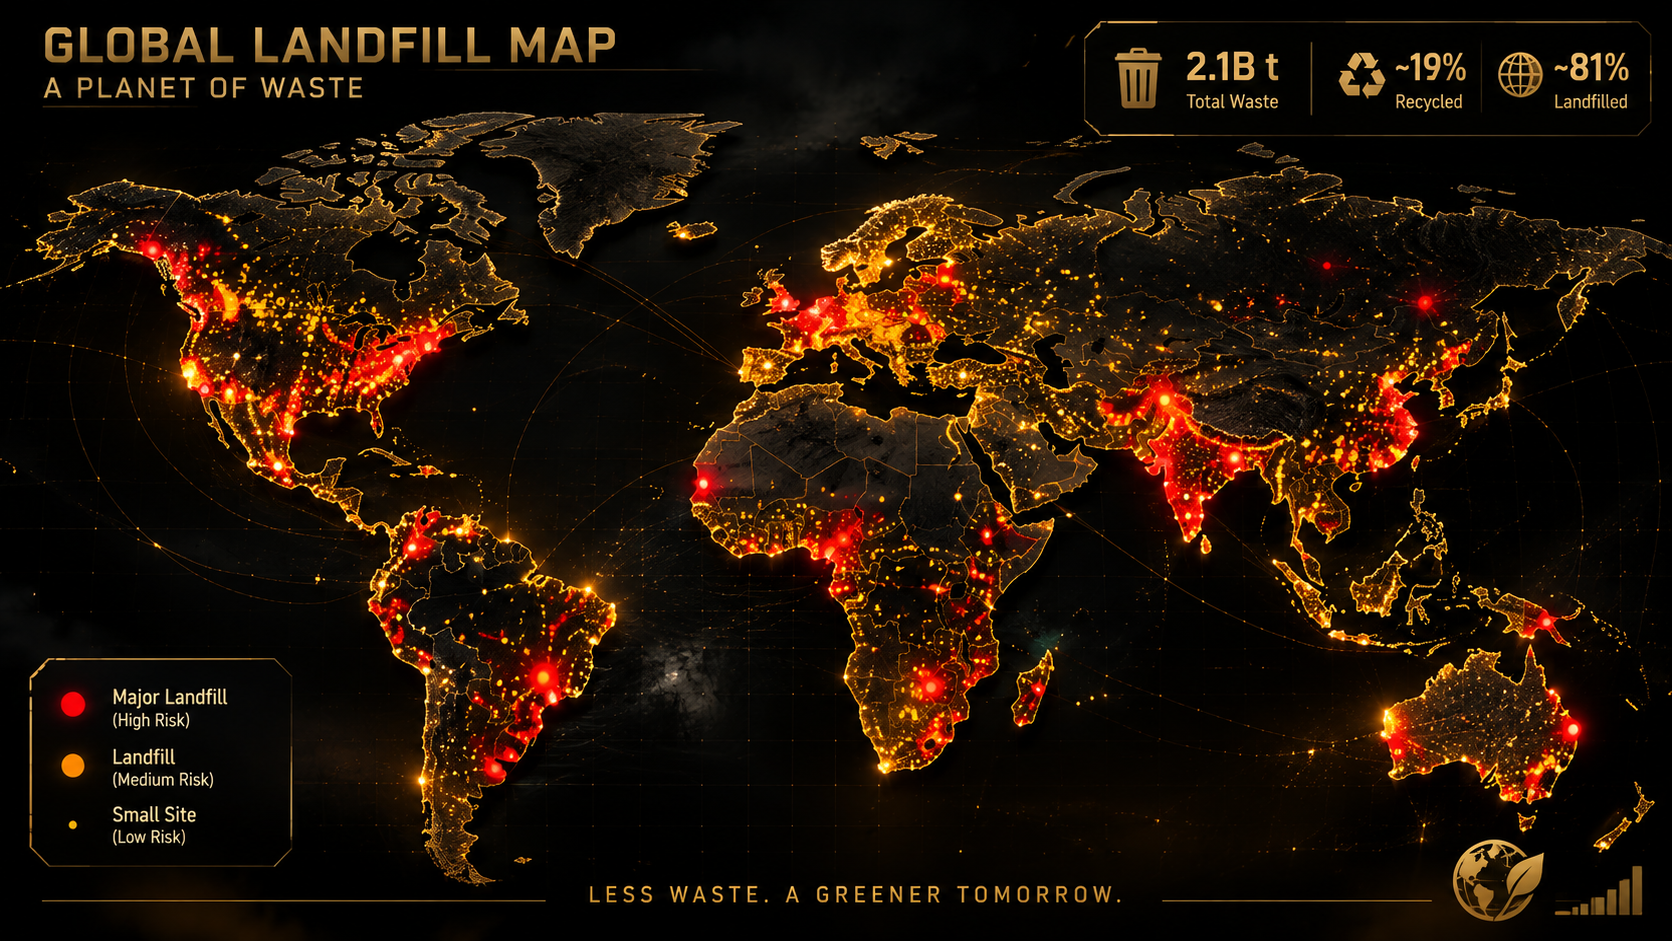 GLOBAL LANDFILL MAP
A PLANET OF WASTE
2.1B t
Total Waste
~19%
Recycled
~81%
Landfilled
Major Landfill
(High Risk)
Landfill
(Medium Risk)
Small Site
(Low Risk)
LESS WASTE. A GREENER TOMORROW.